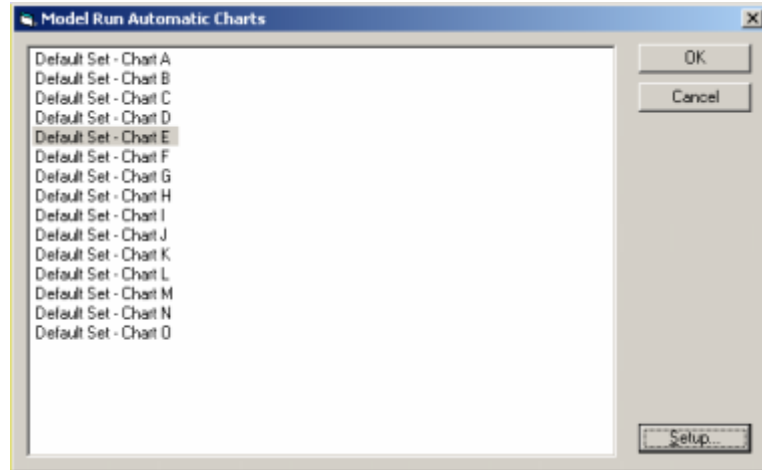 Model Run Automatic Charts
Default Set - Chart A
Default Set - Chart B
Default Set - Chart C
Default Set - Chart D
Default Set - Chart E
Default Set - Chart F
Default Set - Chart G
Default Set - Chart H
Default Set - Chart I
Default Set - Chart J
Default Set - Chart K
Default Set - Chart L
Default Set - Chart M
Default Set - Chart N
Default Set - Chart O
OK
Cancel
Setup...